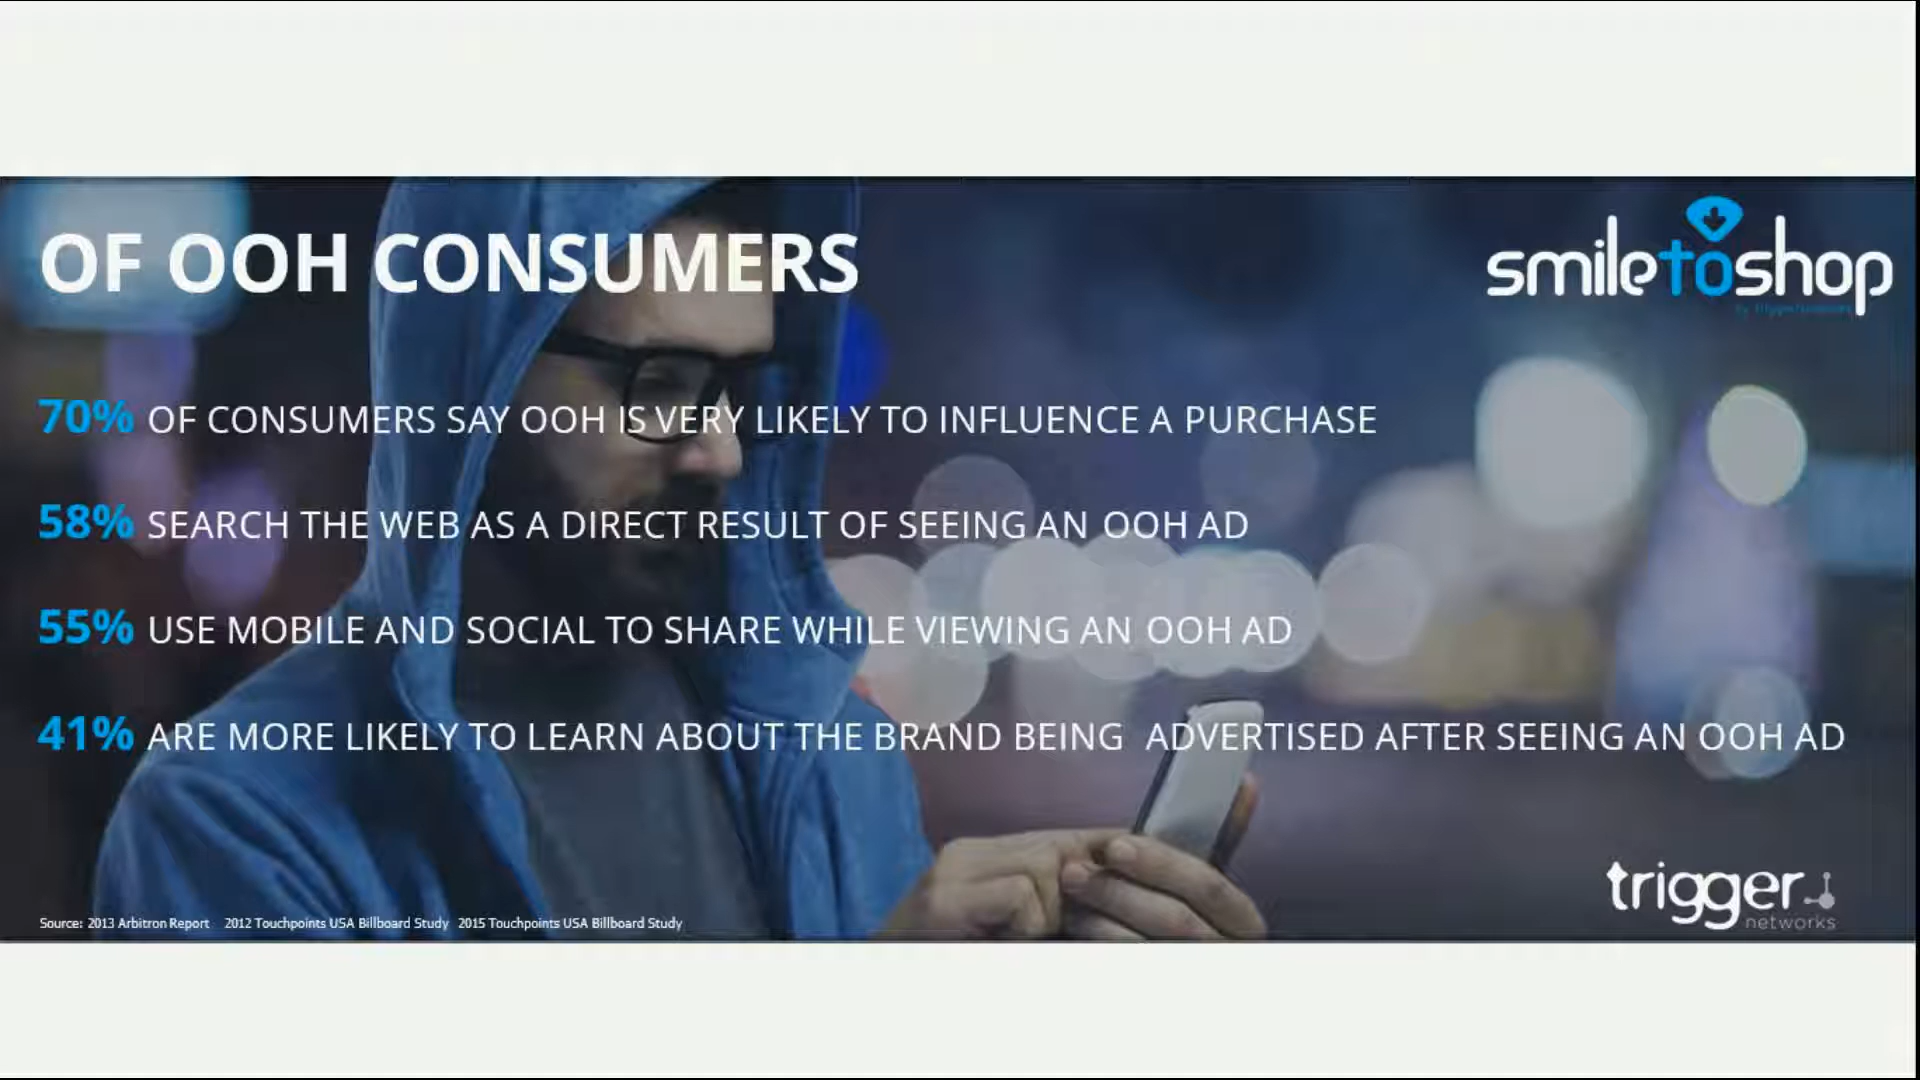 OF OOH CONSUMERS
smiletoshop
70% OF CONSUMERS SAY OOH IS VERY LIKELY TO INFLUENCE A PURCHASE
58% SEARCH THE WEB AS A DIRECT RESULT OF SEEING AN OOH AD
55% USE MOBILE AND SOCIAL TO SHARE WHILE VIEWING AN OOH AD
41% ARE MORE LIKELY TO LEARN ABOUT THE BRAND BEING ADVERTISED AFTER SEEING AN OOH AD
trigger
networks
Source: 2013 Arbitron Report 2012 Touchpoints USA Billboard Study 2015 Touchpoints USA Billboard Study